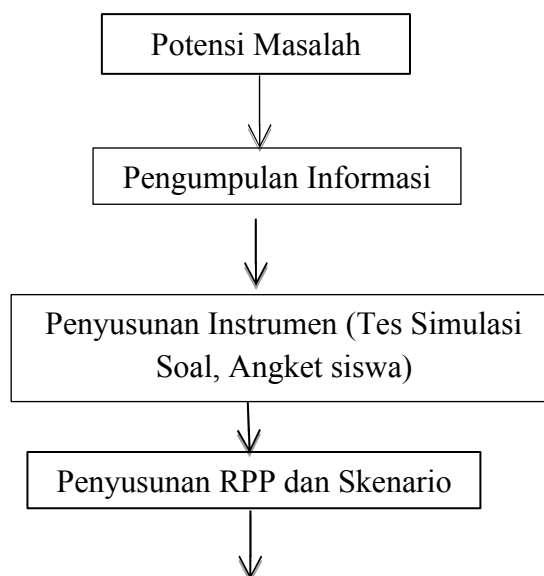 Potensi Masalah
Pengumpulan Informasi
Penyusunan Instrumen (Tes Simulasi
Soal, Angket siswa)
Penyusunan RPP dan Skenario